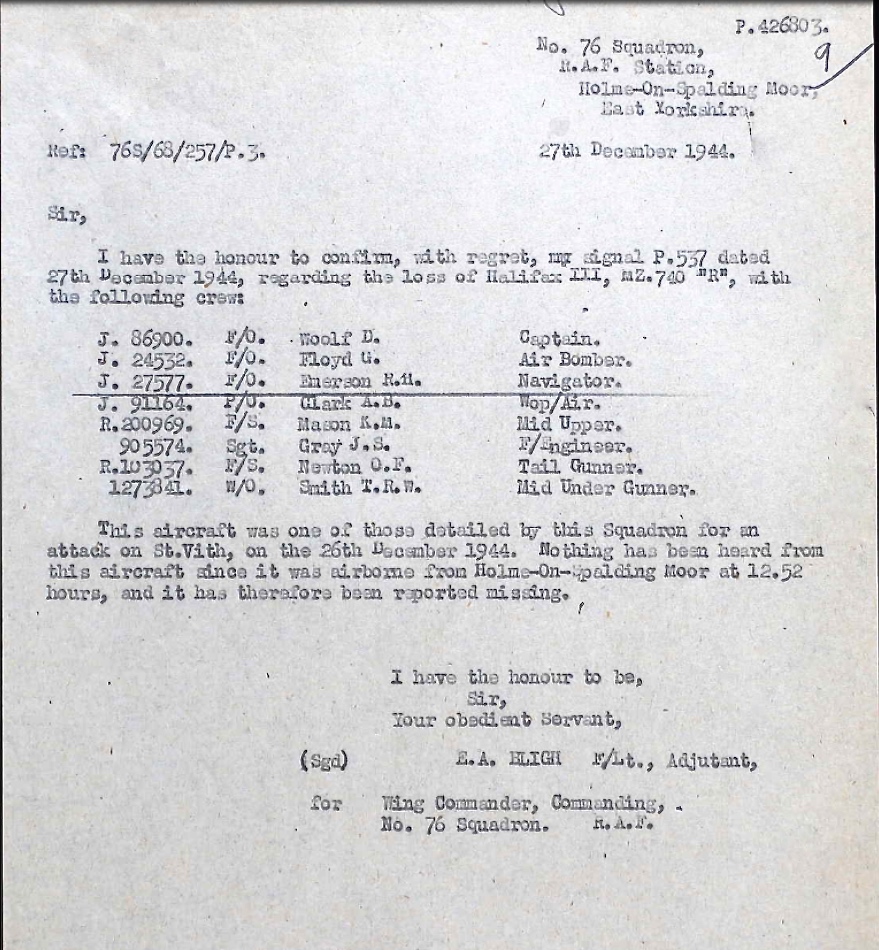 P.426803.
9
No. 76 Squadron,
R.A.F. Station,
Holme-On-Spalding Moor,
East Yorkshire.
Ref: 76S/68/257/P.3.
27th December 1944.
Sir,
I have the honour to confirm, with regret, my signal P.537 dated
27th December 1944, regarding the loss of Halifax III, MZ.740 "R", with
the following crew:
J. 86900. F/O. Woolf D. Captain.
J. 24532. F/O. Floyd G. Air Bomber.
J. 27577. F/O. Emerson R.H. Navigator.
J. 91164. P/O. Clark A.B. Wop/Air.
R.200969. F/S. Mason K.M. Mid Upper.
905574. Sgt. Gray J.S. F/Engineer.
R.103037. F/S. Newton O.F. Tail Gunner.
1273841. W/O. Smith T.R.W. Mid Under Gunner.
This aircraft was one of those detailed by this Squadron for an
attack on St.Vith, on the 26th December 1944. Nothing has been heard from
this aircraft since it was airborne from Holme-On-Spalding Moor at 12.52
hours, and it has therefore been reported missing.
I have the honour to be,
Sir,
Your obedient Servant,
(Sgd) E.A. BLIGH F/Lt., Adjutant,
for Wing Commander, Commanding,
No. 76 Squadron. R.A.F.